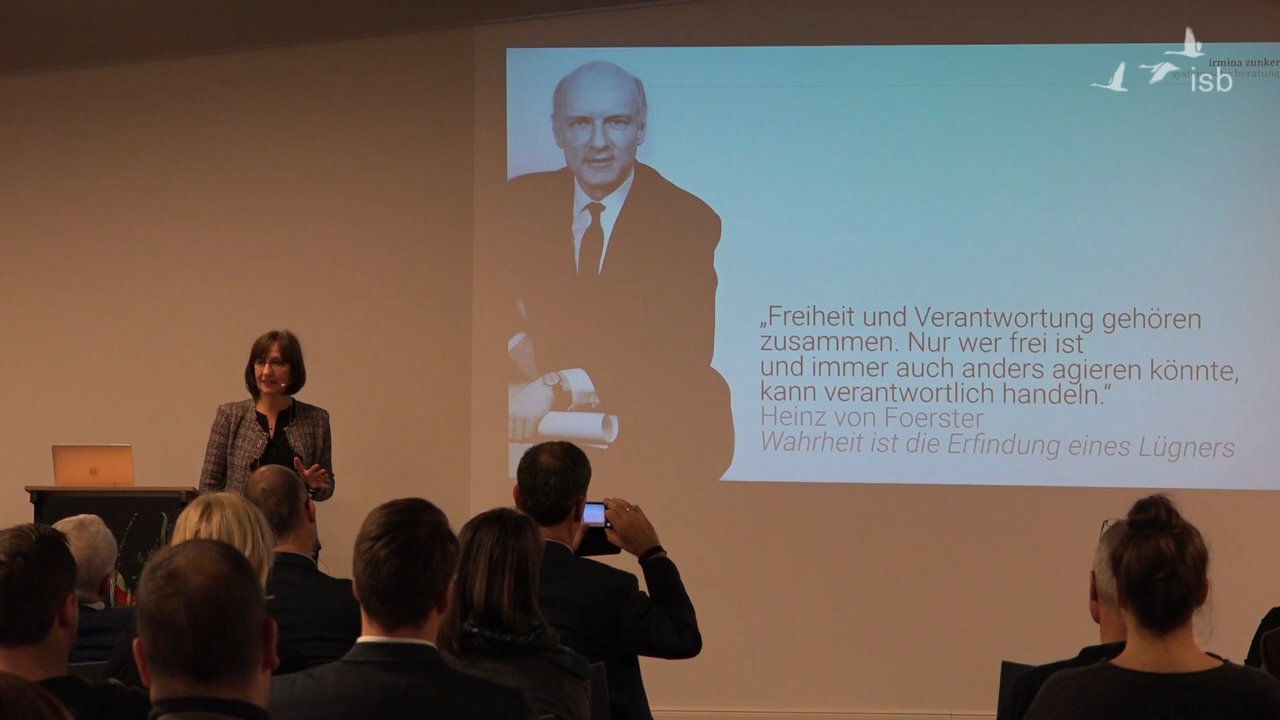 irmina zunker
beratung
isb
„Freiheit und Verantwortung gehören
zusammen. Nur wer frei ist
und immer auch anders agieren könnte,
kann verantwortlich handeln.“
Heinz von Foerster
Wahrheit ist die Erfindung eines Lügners